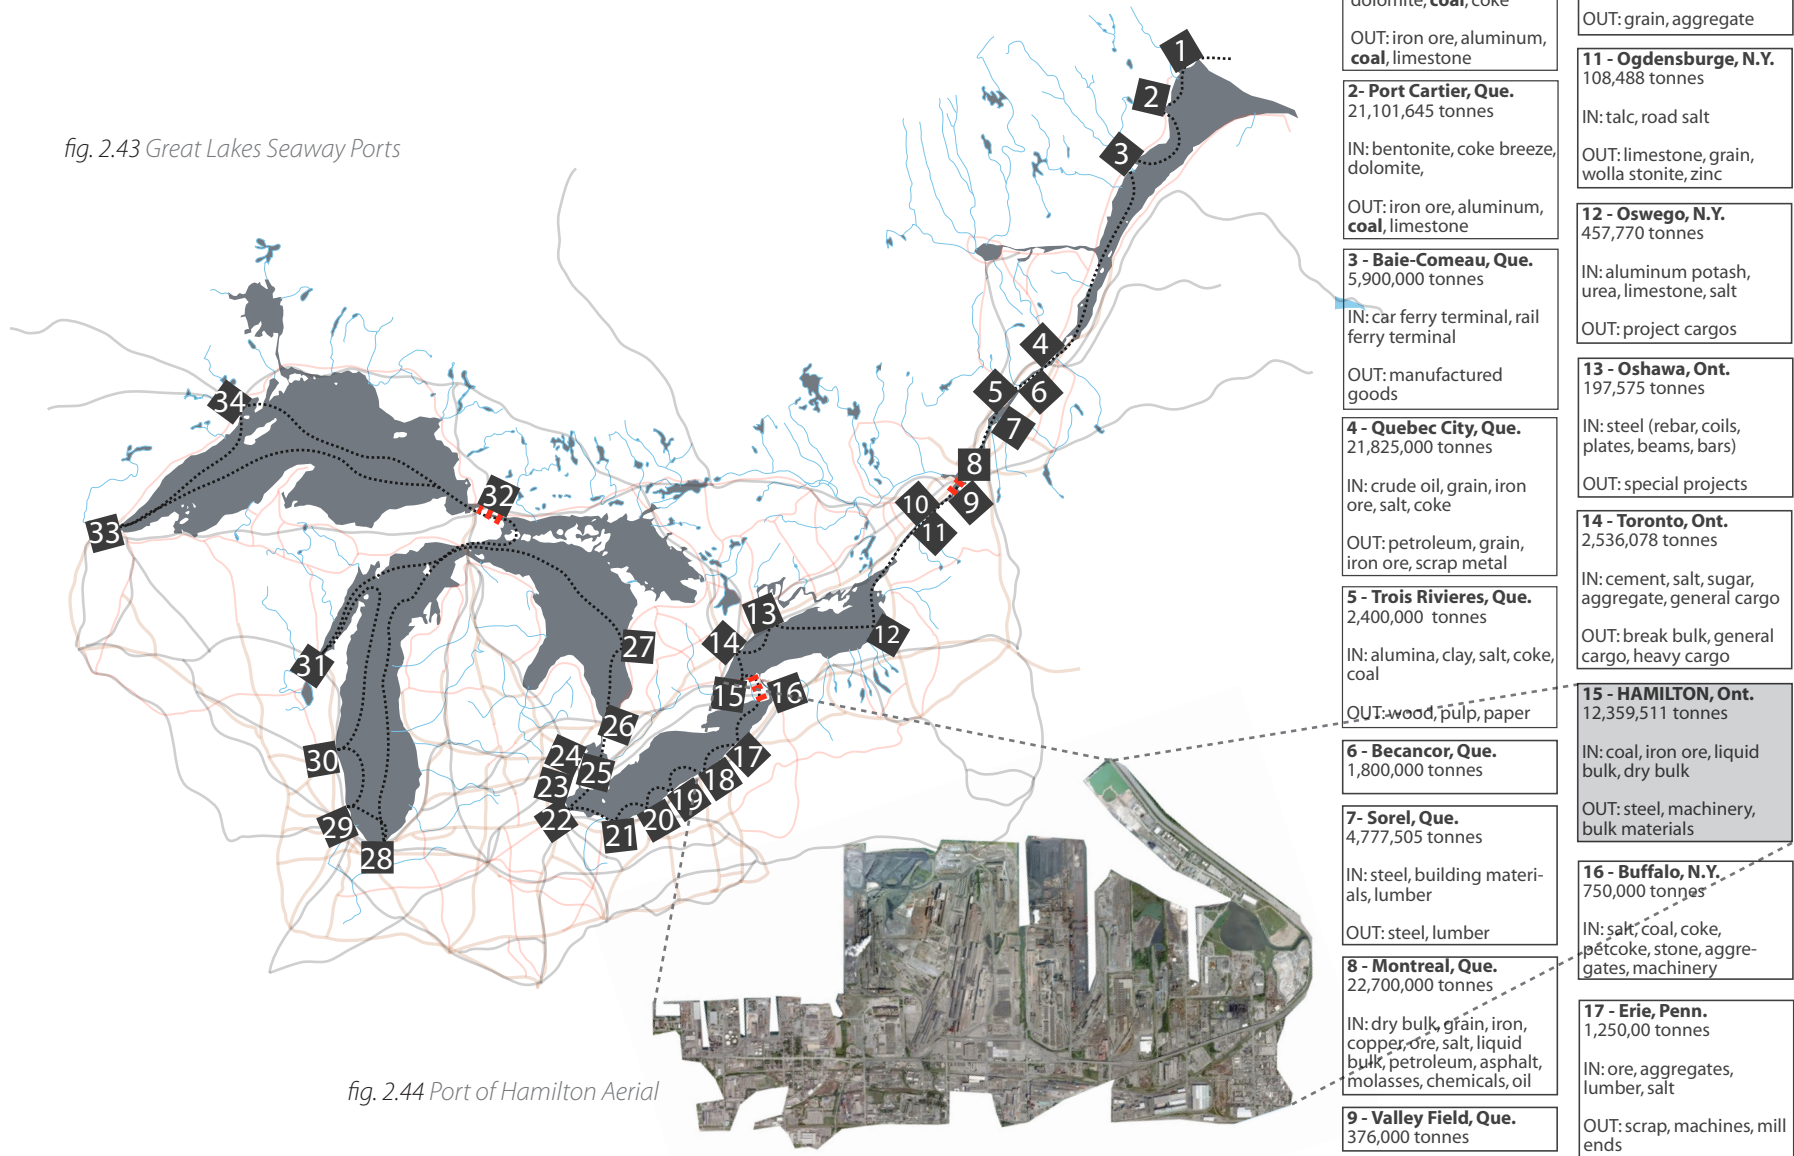 fig. 2.43 Great Lakes Seaway Ports
1
2
3
4
5
6
7
8
9
10
11
12
13
14
15
16
17
18
19
20
21
22
23
24
25
26
27
28
29
30
31
32
33
34
fig. 2.44 Port of Hamilton Aerial
dolomite, coal, coke
OUT: iron ore, aluminum,
coal, limestone
2- Port Cartier, Que.
21,101,645 tonnes
IN: bentonite, coke breeze,
dolomite,
OUT: iron ore, aluminum,
coal, limestone
3 - Baie-Comeau, Que.
5,900,000 tonnes
IN: car ferry terminal, rail
ferry terminal
OUT: manufactured
goods
4 - Quebec City, Que.
21,825,000 tonnes
IN: crude oil, grain, iron
ore, salt, coke
OUT: petroleum, grain,
iron ore, scrap metal
5 - Trois Rivieres, Que.
2,400,000 tonnes
IN: alumina, clay, salt, coke,
coal
OUT: wood, pulp, paper
6 - Becancor, Que.
1,800,000 tonnes
7- Sorel, Que.
4,777,505 tonnes
IN: steel, building materi-
als, lumber
OUT: steel, lumber
8 - Montreal, Que.
22,700,000 tonnes
IN: dry bulk, grain, iron,
copper, ore, salt, liquid
bulk, petroleum, asphalt,
molasses, chemicals, oil
9 - Valley Field, Que.
376,000 tonnes
OUT: grain, aggregate
11 - Ogdensburge, N.Y.
108,488 tonnes
IN: talc, road salt
OUT: limestone, grain,
wolla stonite, zinc
12 - Oswego, N.Y.
457,770 tonnes
IN: aluminum potash,
urea, limestone, salt
OUT: project cargos
13 - Oshawa, Ont.
197,575 tonnes
IN: steel (rebar, coils,
plates, beams, bars)
OUT: special projects
14 - Toronto, Ont.
2,536,078 tonnes
IN: cement, salt, sugar,
aggregate, general cargo
OUT: break bulk, general
cargo, heavy cargo
15 - HAMILTON, Ont.
12,359,511 tonnes
IN: coal, iron ore, liquid
bulk, dry bulk
OUT: steel, machinery,
bulk materials
16 - Buffalo, N.Y.
750,000 tonnes
IN: salt, coal, coke,
petcoke, stone, aggre-
gates, machinery
17 - Erie, Penn.
1,250,00 tonnes
IN: ore, aggregates,
lumber, salt
OUT: scrap, machines, mill
ends